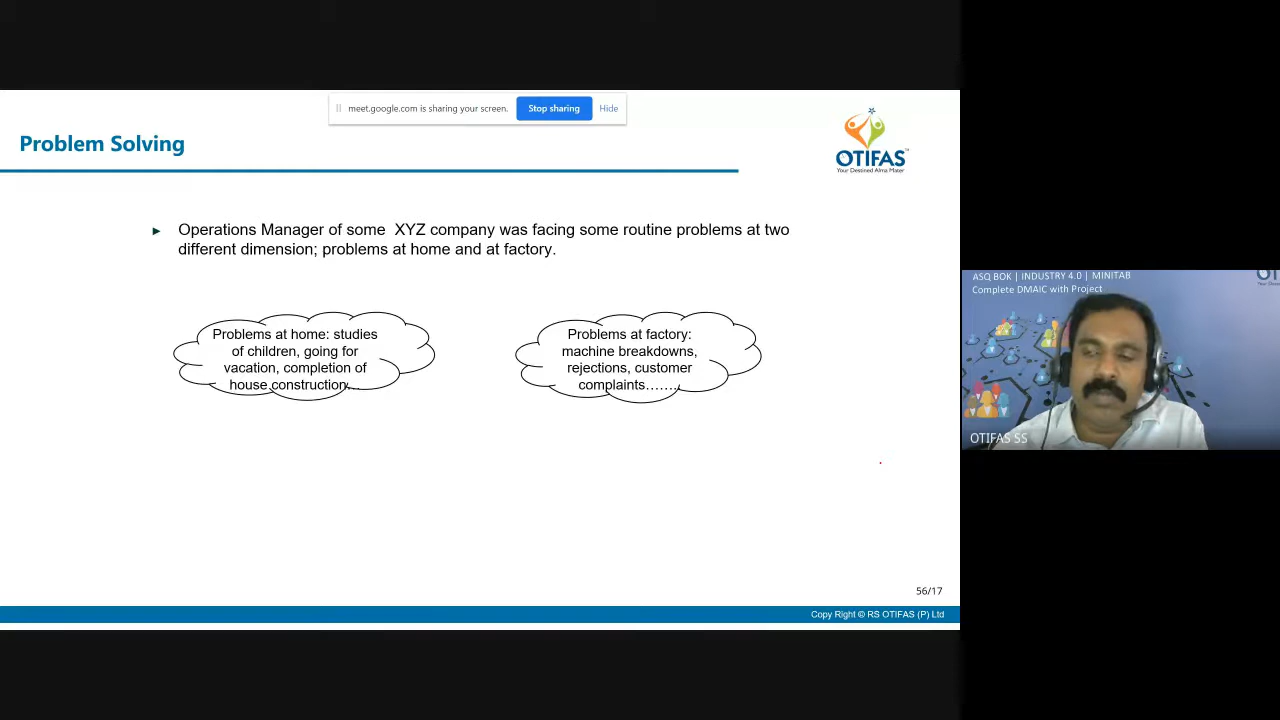 meet.google.com is sharing your screen. Stop sharing Hide
Problem Solving
OTIFAS
Your Destined Alma Mater
Operations Manager of some XYZ company was facing some routine problems at two
different dimension; problems at home and at factory.
Problems at home: studies
of children, going for
vacation, completion of
house construction...
Problems at factory:
machine breakdowns,
rejections, customer
complaints........
ASQ BOK | INDUSTRY 4.0 | MINITAB
Complete DMAIC with Project
OTIFAS SS
56/17
Copy Right © RS OTIFAS (P) Ltd